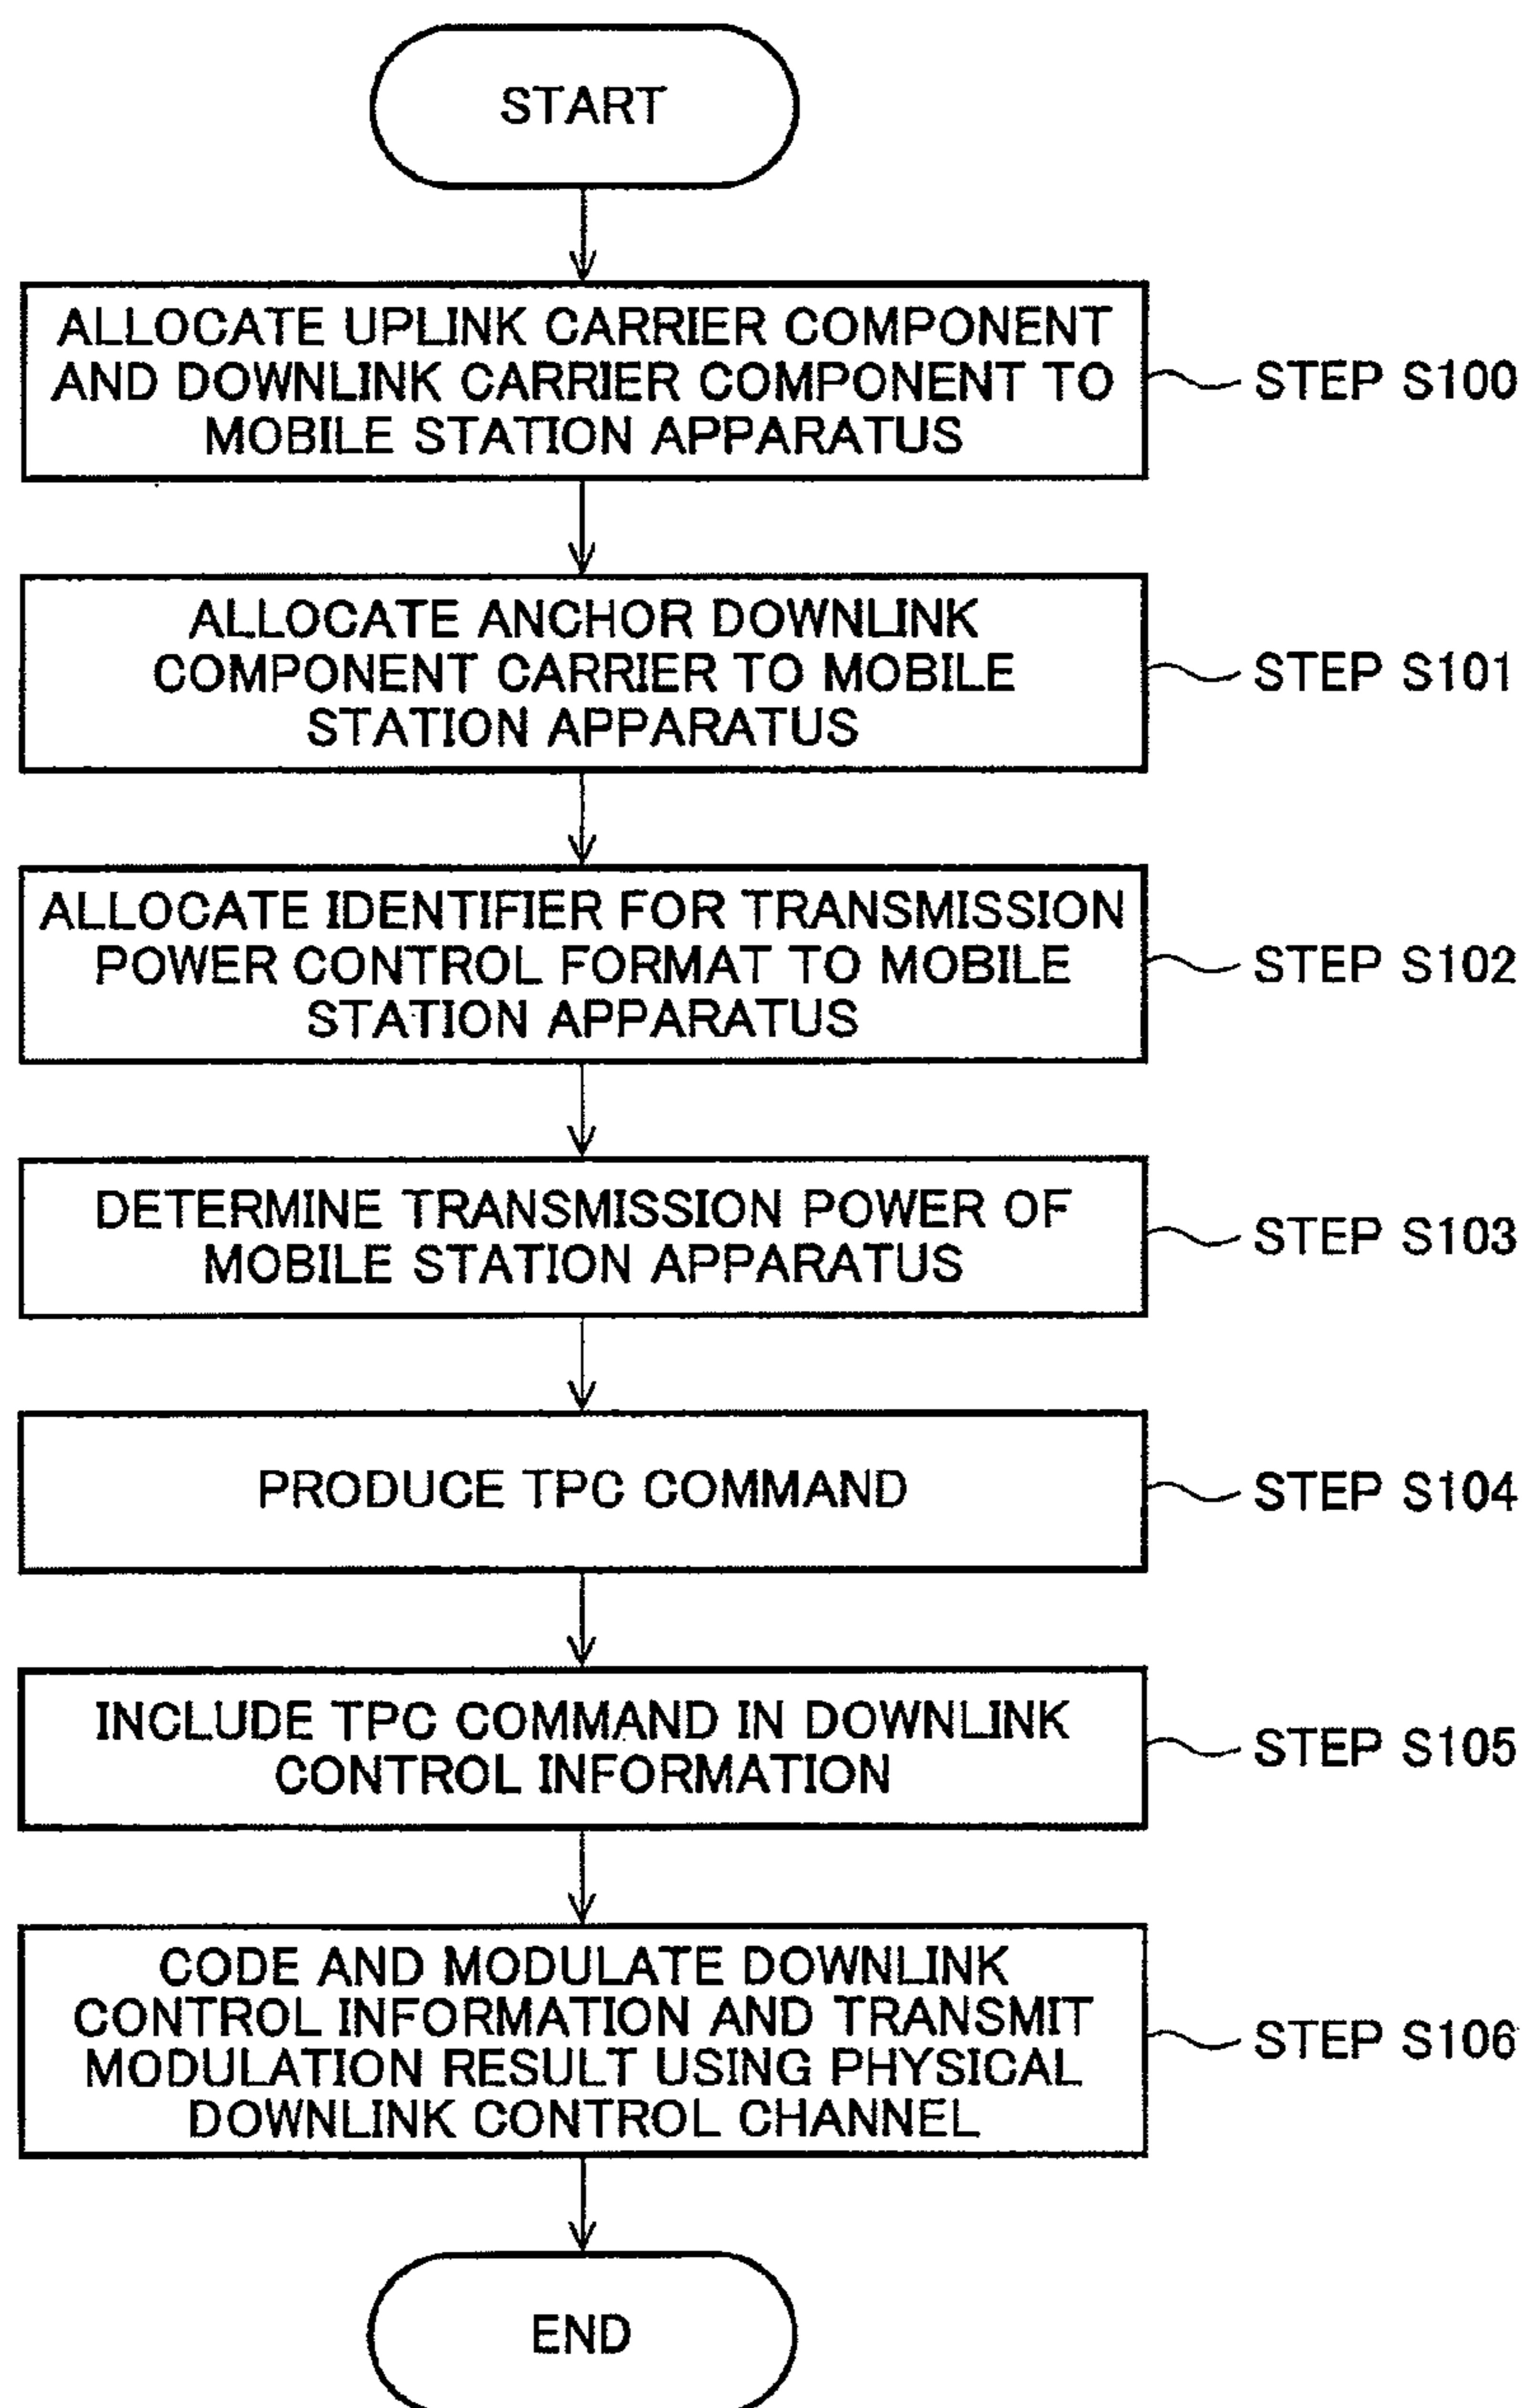 START
ALLOCATE UPLINK CARRIER COMPONENT
AND DOWNLINK CARRIER COMPONENT TO
MOBILE STATION APPARATUS
STEP S100
ALLOCATE ANCHOR DOWNLINK
COMPONENT CARRIER TO MOBILE
STATION APPARATUS
STEP S101
ALLOCATE IDENTIFIER FOR TRANSMISSION
POWER CONTROL FORMAT TO MOBILE
STATION APPARATUS
STEP S102
DETERMINE TRANSMISSION POWER OF
MOBILE STATION APPARATUS
STEP S103
PRODUCE TPC COMMAND
STEP S104
INCLUDE TPC COMMAND IN DOWNLINK
CONTROL INFORMATION
STEP S105
CODE AND MODULATE DOWNLINK
CONTROL INFORMATION AND TRANSMIT
MODULATION RESULT USING PHYSICAL
DOWNLINK CONTROL CHANNEL
STEP S106
END